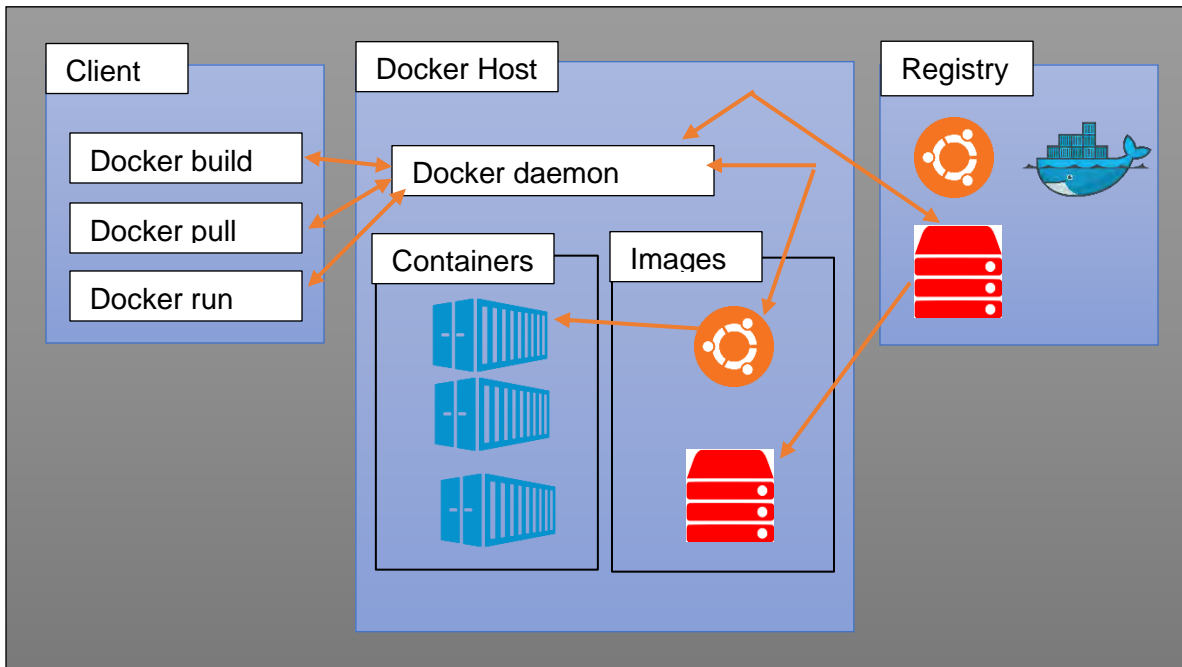 Client
Docker build
Docker pull
Docker run
Docker Host
Docker daemon
Containers
Images
Registry